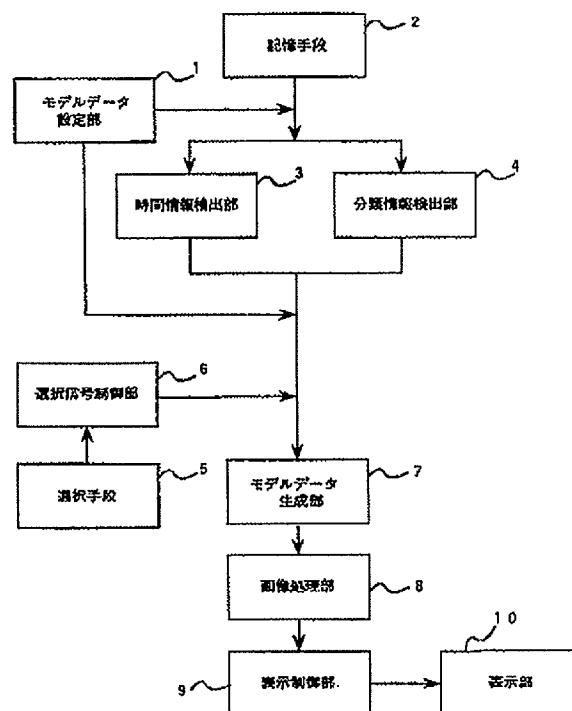 2
記憶手段
1
モデルデータ
設定部
3
時間情報検出部
4
分類情報検出部
6
選択信号制御部
5
選択手段
7
モデルデータ
生成部
画像処理部
8
10
9
表示制御部
表示部